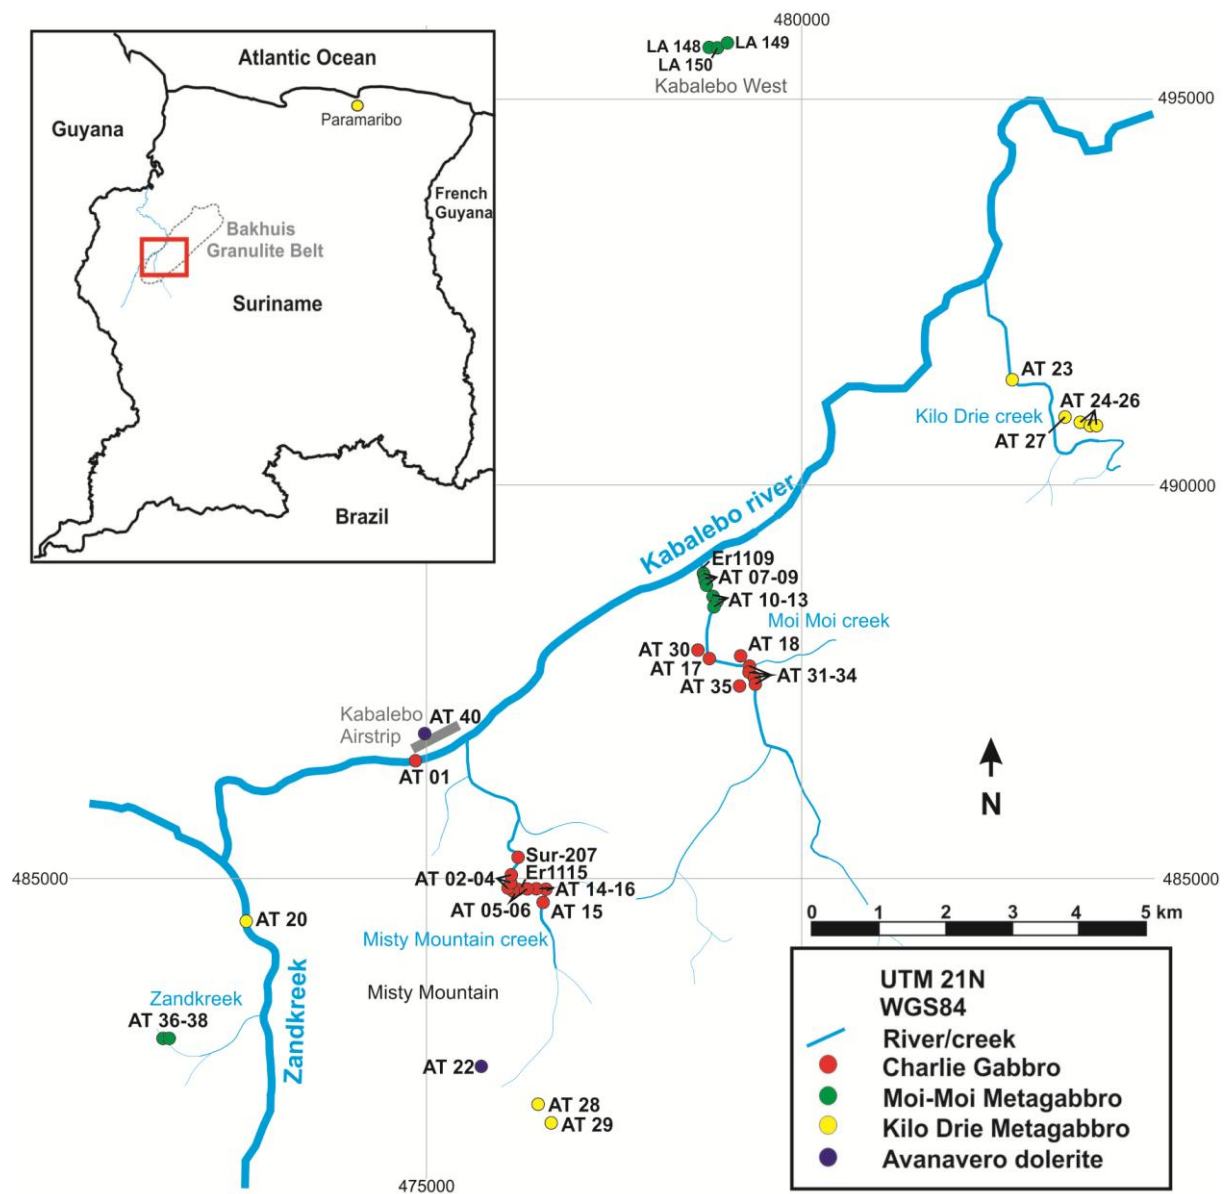 Atlantic Ocean
Paramaribo
Guyana
French
Guyana
Bakhuis
Granulite Belt
Suriname
Brazil
480000
LA 148
LA 149
LA 150
Kabalebo West
495000
AT 23
AT 24-26
Kilo Drie creek
AT 27
490000
Kabalebo river
Er1109
AT 07-09
AT 10-13
Moi Moi creek
AT 30
AT 18
AT 17
AT 31-34
AT 35
Kabalebo
Airstrip
AT 40
AT 01
N
Sur-207
Er1115
AT 02-04
AT 14-16
AT 05-06
AT 15
485000
485000
AT 20
Misty Mountain creek
Misty Mountain
Zandkreek
Zandkreek
AT 36-38
AT 22
AT 28
AT 29
475000
0 1 2 3 4 5 km
UTM 21N
WGS84
River/creek
Charlie Gabbro
Moi-Moi Metagabbro
Kilo Drie Metagabbro
Avanavero dolerite